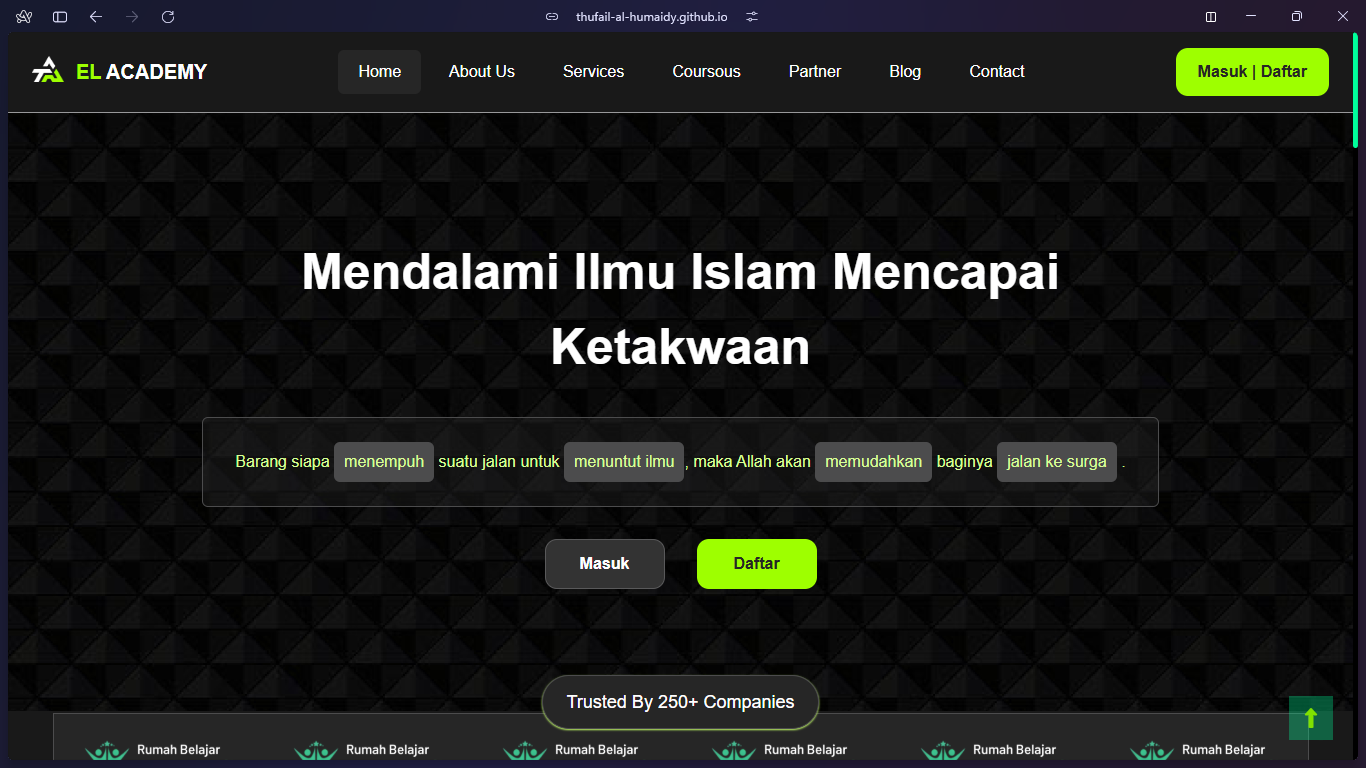 thufail-al-humaidy.github.io
EL ACADEMY
Home
About Us
Services
Coursous
Partner
Blog
Contact
Masuk | Daftar
Mendalami Ilmu Islam Mencapai
Ketakwaan
Barang siapa menempuh suatu jalan untuk menuntut ilmu , maka Allah akan memudahkan baginya jalan ke surga .
Masuk
Daftar
Trusted By 250+ Companies
Rumah Belajar
Rumah Belajar
Rumah Belajar
Rumah Belajar
Rumah Belajar
Rumah Belajar